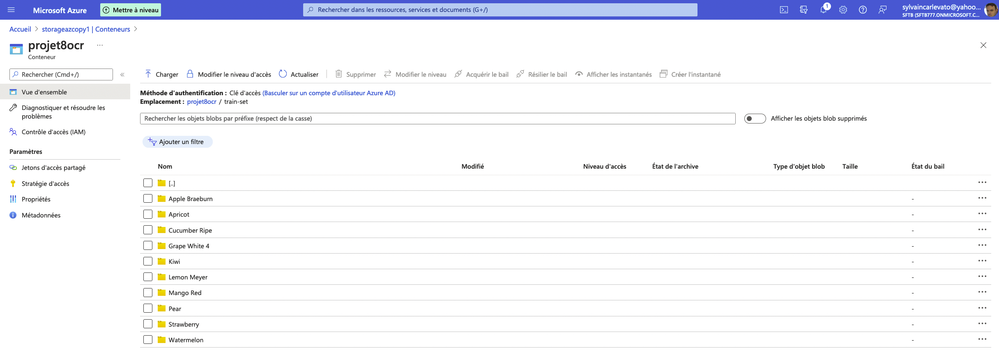 Microsoft Azure
Mettre à niveau
Rechercher dans les ressources, services et documents (G+/)
1
sylvaincarlevato@yahoo...
SFTB (SFTB777.ONMICROSOFT.C...
Accueil > storageazcopy1 | Conteneurs >
projet8ocr ...
Conteneur
Rechercher (Cmd+/)
«
Vue d'ensemble
Diagnostiquer et résoudre les
problèmes
Contrôle d'accès (IAM)
Paramètres
Jetons d'accès partagé
Stratégie d'accès
Propriétés
Métadonnées
Charger Modifier le niveau d'accès Actualiser Supprimer Modifier le niveau Acquérir le bail Résilier le bail Afficher les instantanés Créer l'instantané
Méthode d'authentification : Clé d'accès (Basculer sur un compte d'utilisateur Azure AD)
Emplacement : projet8ocr / train-set
Rechercher les objets blobs par préfixe (respect de la casse)
Afficher les objets blob supprimés
Ajouter un filtre
Nom Modifié Niveau d'accès État de l'archive Type d'objet blob Taille État du bail
[..] ...
Apple Braeburn - ...
Apricot - ...
Cucumber Ripe - ...
Grape White 4 - ...
Kiwi - ...
Lemon Meyer - ...
Mango Red - ...
Pear - ...
Strawberry - ...
Watermelon - ...